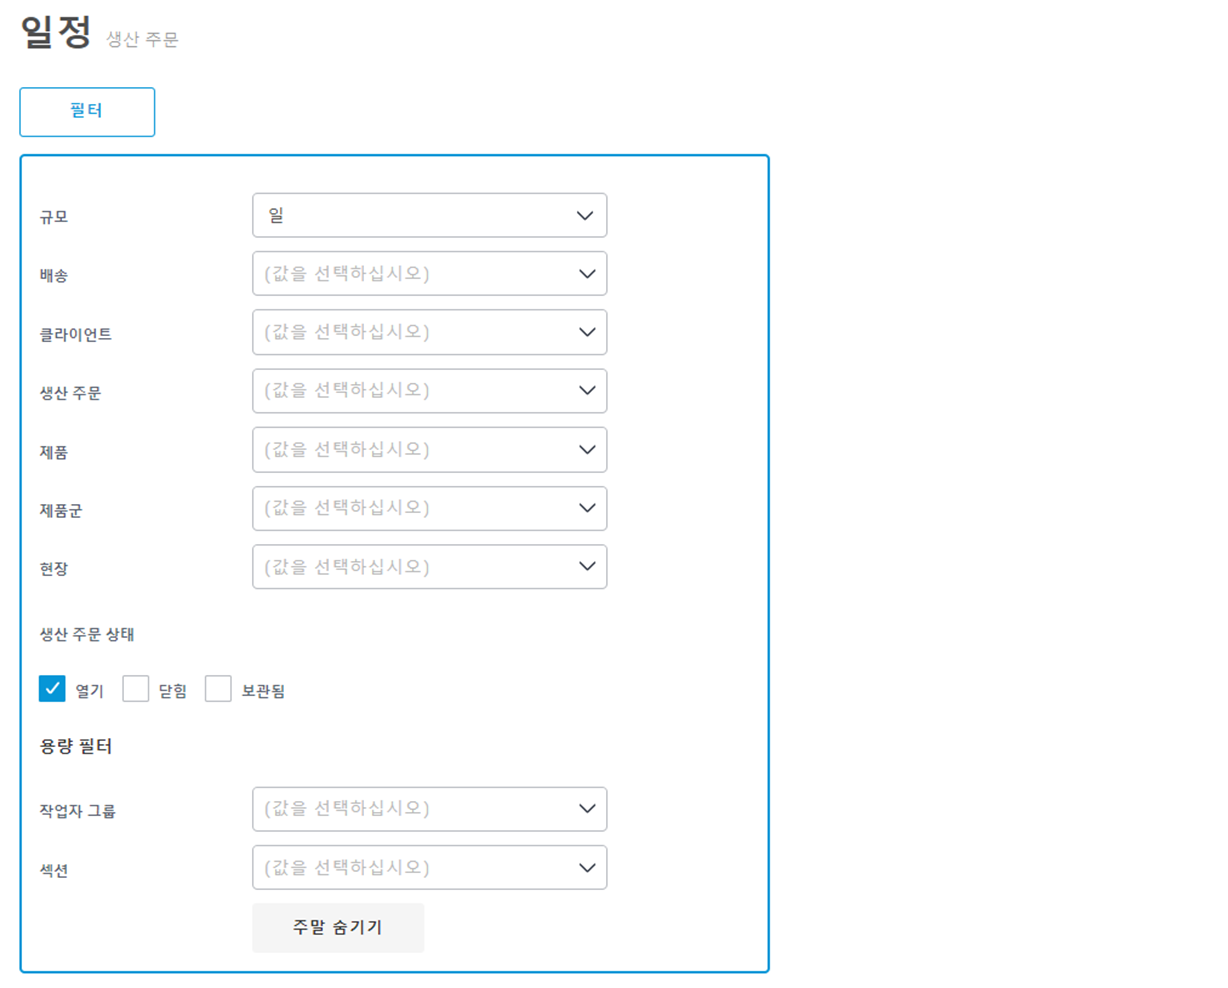 일정 생산 주문
필터
규모 일
배송 (값을 선택하십시오)
클라이언트 (값을 선택하십시오)
생산 주문 (값을 선택하십시오)
제품 (값을 선택하십시오)
제품군 (값을 선택하십시오)
현장 (값을 선택하십시오)
생산 주문 상태
열기 닫힘 보관됨
용량 필터
작업자 그룹 (값을 선택하십시오)
섹션 (값을 선택하십시오)
주말 숨기기